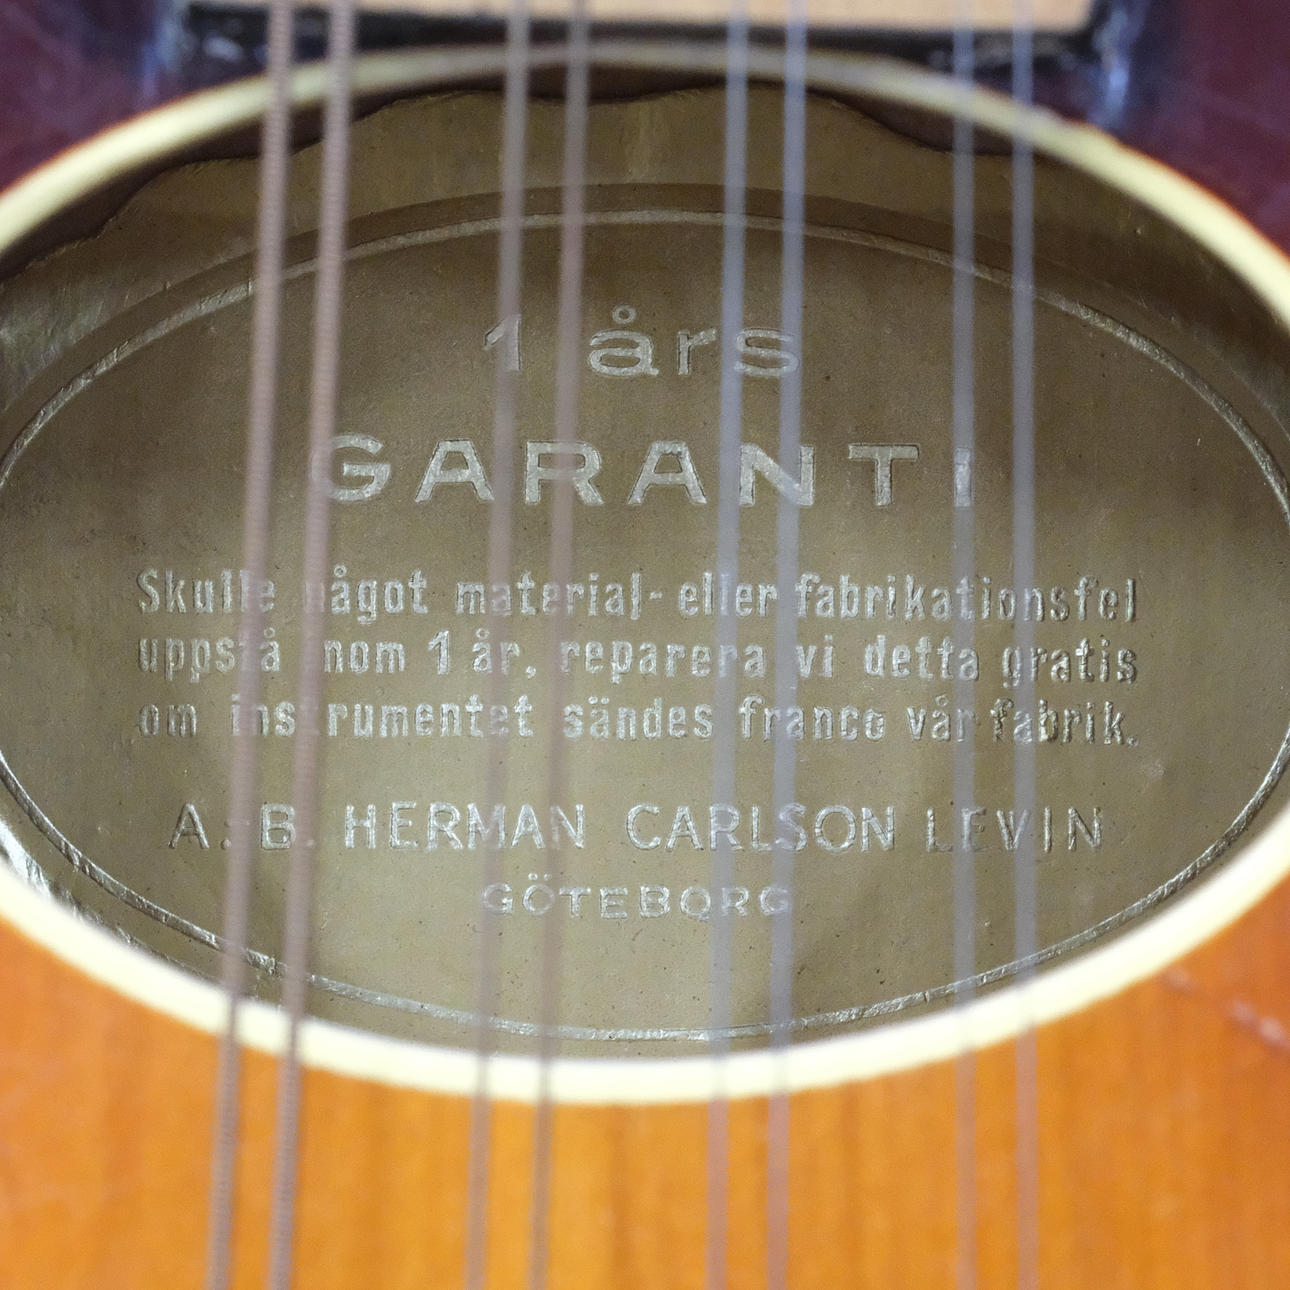 1 års
GARANTI
Skulle något material- eller fabrikationsfel
uppstå inom 1 år, reparera vi detta gratis
om instrumentet sändes franco vår fabrik.
A.-B. HERMAN CARLSON LEVIN
GÖTEBORG